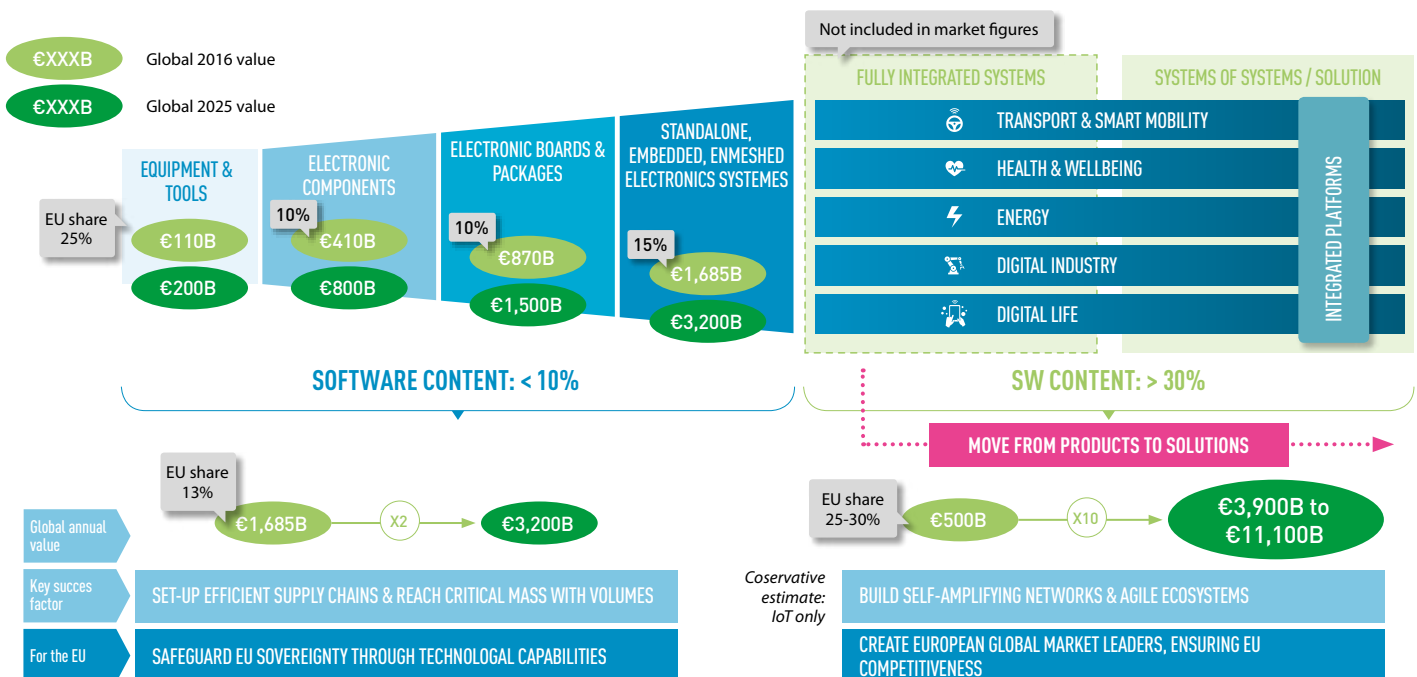 €XXXB
Global 2016 value
€XXXB
Global 2025 value
Not included in market figures
FULLY INTEGRATED SYSTEMS
SYSTEMS OF SYSTEMS / SOLUTION
EQUIPMENT &
TOOLS
EU share
25%
€110B
€200B
ELECTRONIC
COMPONENTS
10%
€410B
€800B
ELECTRONIC BOARDS &
PACKAGES
10%
€870B
€1,500B
STANDALONE,
EMBEDDED, ENMESHED
ELECTRONICS SYSTEMES
15%
€1,685B
€3,200B
TRANSPORT & SMART MOBILITY
HEALTH & WELLBEING
ENERGY
DIGITAL INDUSTRY
DIGITAL LIFE
INTEGRATED PLATFORMS
SOFTWARE CONTENT: < 10%
SW CONTENT: > 30%
MOVE FROM PRODUCTS TO SOLUTIONS
Global annual
value
EU share
13%
€1,685B
X2
€3,200B
EU share
25-30%
€500B
X10
€3,900B to
€11,100B
Key succes
factor
SET-UP EFFICIENT SUPPLY CHAINS & REACH CRITICAL MASS WITH VOLUMES
Coservative
estimate:
IoT only
BUILD SELF-AMPLIFYING NETWORKS & AGILE ECOSYSTEMS
For the EU
SAFEGUARD EU SOVEREIGNTY THROUGH TECHNOLOGAL CAPABILITIES
CREATE EUROPEAN GLOBAL MARKET LEADERS, ENSURING EU
COMPETITIVENESS